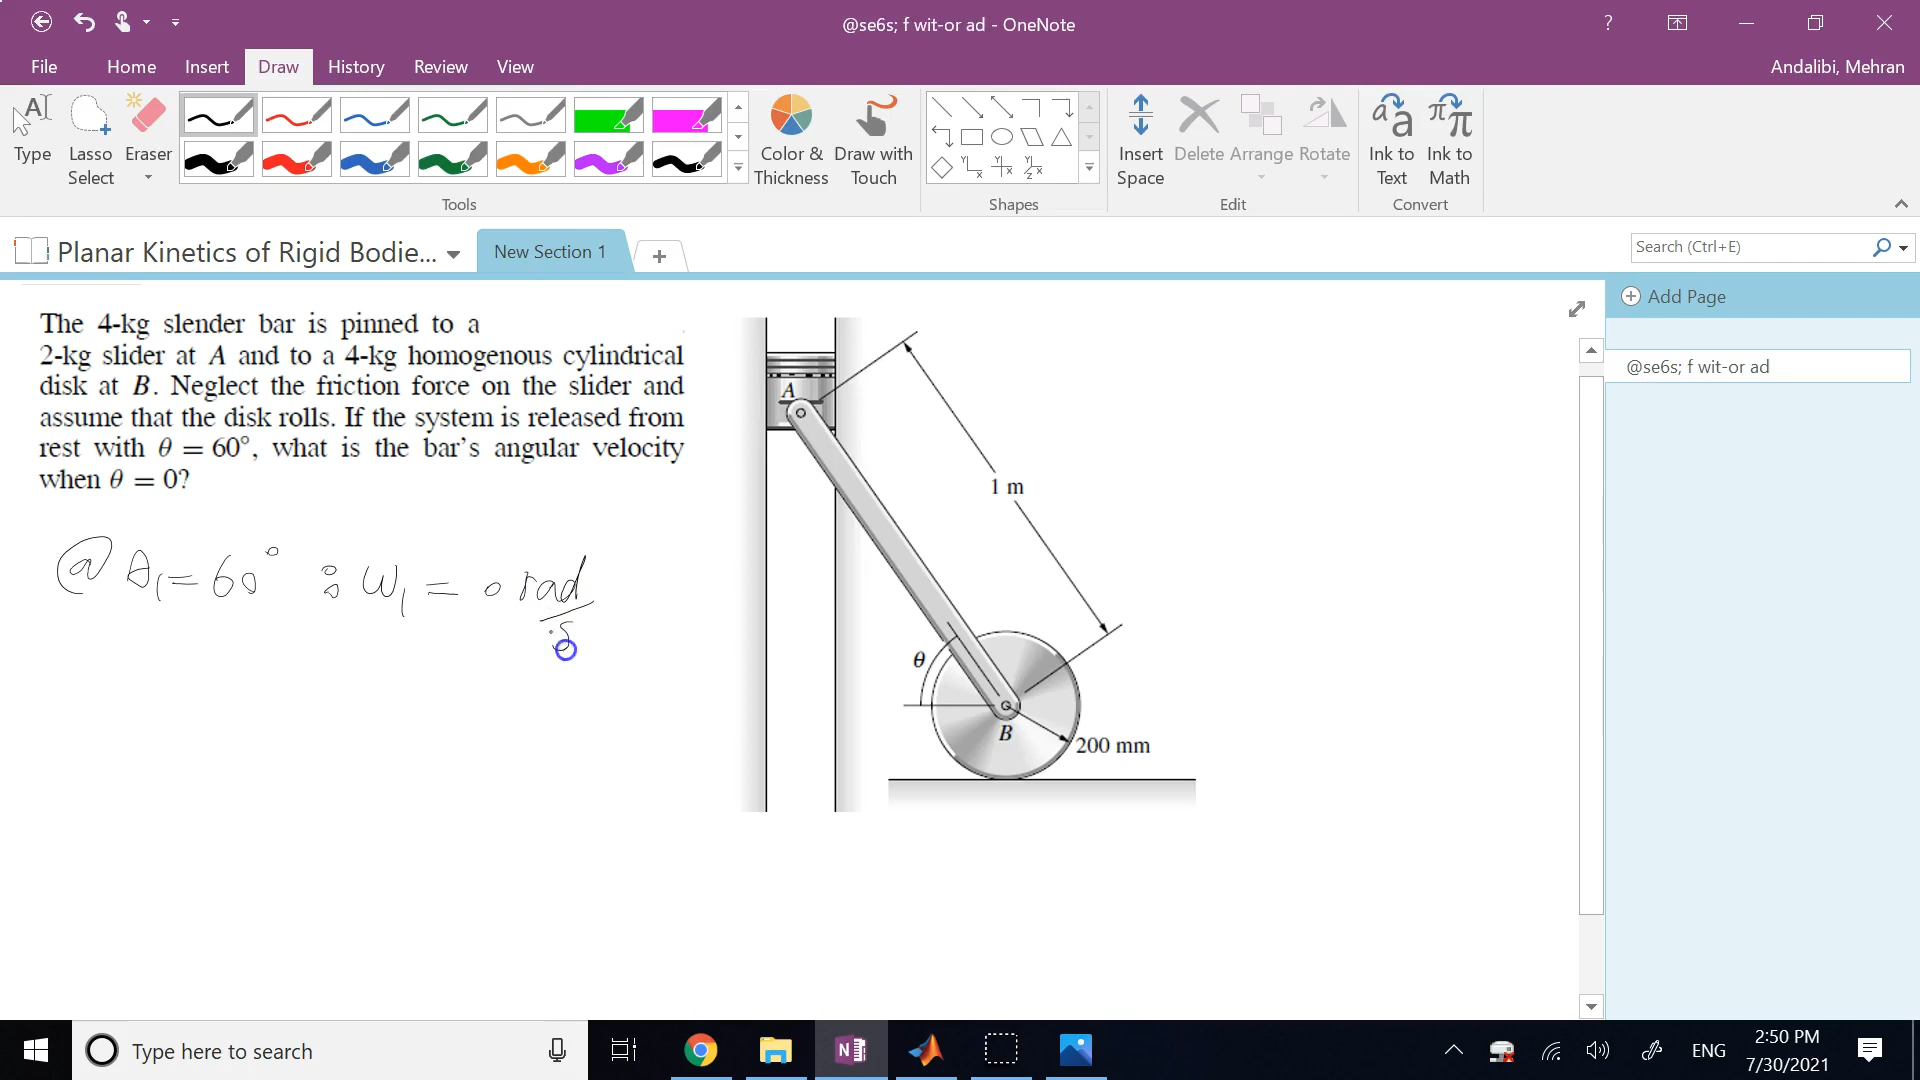 @se6s; f wit-or ad - OneNote
File Home Insert Draw History Review View
Andalibi, Mehran
Type
Lasso Select
Eraser
Color & Thickness
Draw with Touch
Insert Space
Delete
Arrange
Rotate
Ink to Text
Ink to Math
Tools
Shapes
Edit
Convert
Planar Kinetics of Rigid Bodie...
New Section 1
Search (Ctrl+E)
Add Page
@se6s; f wit-or ad
The 4-kg slender bar is pinned to a
2-kg slider at A and to a 4-kg homogenous cylindrical
disk at B. Neglect the friction force on the slider and
assume that the disk rolls. If the system is released from
rest with θ = 60°, what is the bar's angular velocity
when θ = 0?
@ θ₁ = 60° : ω₁ = 0 rad/s
A
1 m
θ
B
200 mm
Type here to search
ENG
2:50 PM
7/30/2021